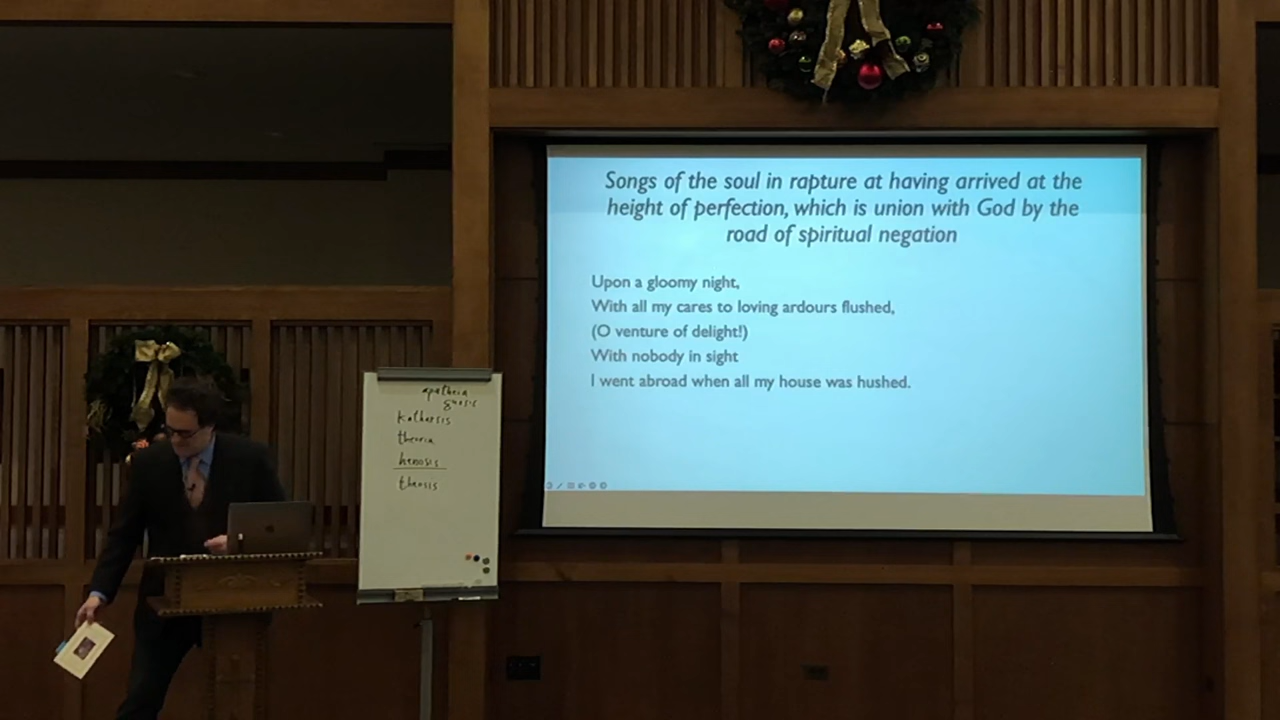 Songs of the soul in rapture at having arrived at the
height of perfection, which is union with God by the
road of spiritual negation
Upon a gloomy night,
With all my cares to loving ardours flushed,
(O venture of delight!)
With nobody in sight
I went abroad when all my house was hushed.
apatheia
gnosis
katharsis
theoria
henosis
theosis